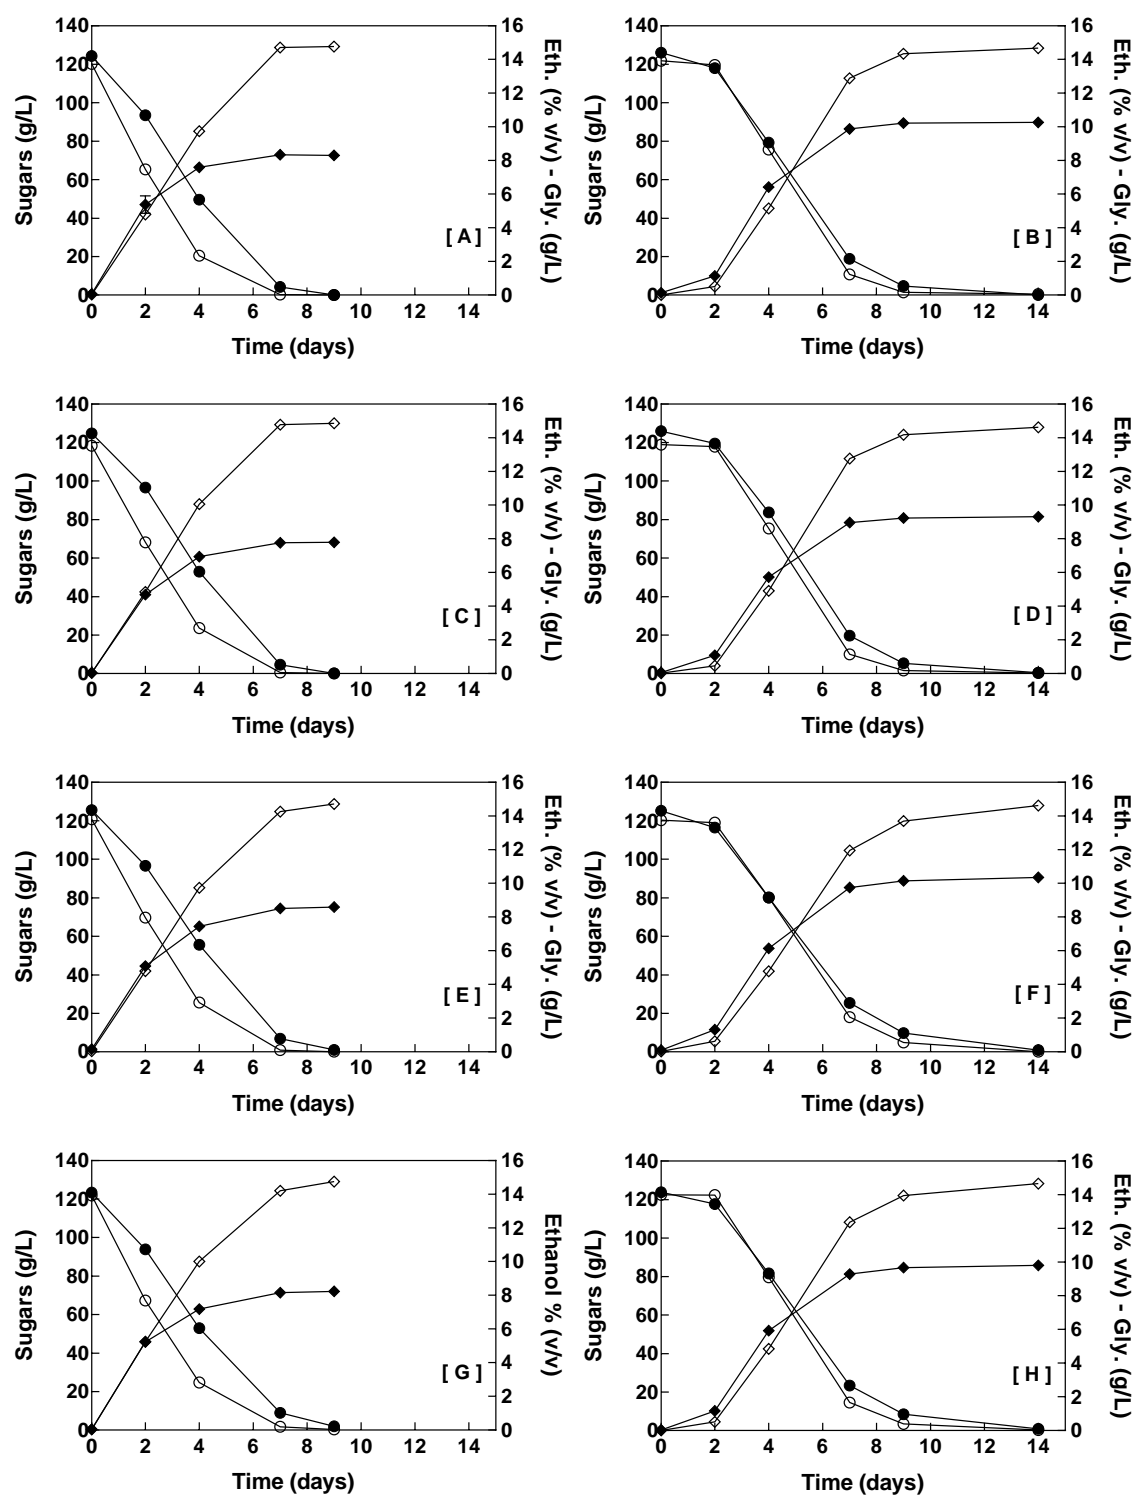 140 16
120 14
100 12
80 10
60 8
40 6
20 4
0 2
0
0 2 4 6 8 10 12 14
Sugars (g/L)
Time (days)
Eth. (% v/v) - Gly. (g/L)
[ A ]
140 16
120 14
100 12
80 10
60 8
40 6
20 4
0 2
0
0 2 4 6 8 10 12 14
Sugars (g/L)
Time (days)
Eth. (% v/v) - Gly. (g/L)
[ B ]
140 16
120 14
100 12
80 10
60 8
40 6
20 4
0 2
0
0 2 4 6 8 10 12 14
Sugars (g/L)
Time (days)
Eth. (% v/v) - Gly. (g/L)
[ C ]
140 16
120 14
100 12
80 10
60 8
40 6
20 4
0 2
0
0 2 4 6 8 10 12 14
Sugars (g/L)
Time (days)
Eth. (% v/v) - Gly. (g/L)
[ D ]
140 16
120 14
100 12
80 10
60 8
40 6
20 4
0 2
0
0 2 4 6 8 10 12 14
Sugars (g/L)
Time (days)
Eth. (% v/v) - Gly. (g/L)
[ E ]
140 16
120 14
100 12
80 10
60 8
40 6
20 4
0 2
0
0 2 4 6 8 10 12 14
Sugars (g/L)
Time (days)
Eth. (% v/v) - Gly. (g/L)
[ F ]
140 16
120 14
100 12
80 10
60 8
40 6
20 4
0 2
0
0 2 4 6 8 10 12 14
Sugars (g/L)
Time (days)
Ethanol % (v/v)
[ G ]
140 16
120 14
100 12
80 10
60 8
40 6
20 4
0 2
0
0 2 4 6 8 10 12 14
Sugars (g/L)
Time (days)
Eth. (% v/v) - Gly. (g/L)
[ H ]